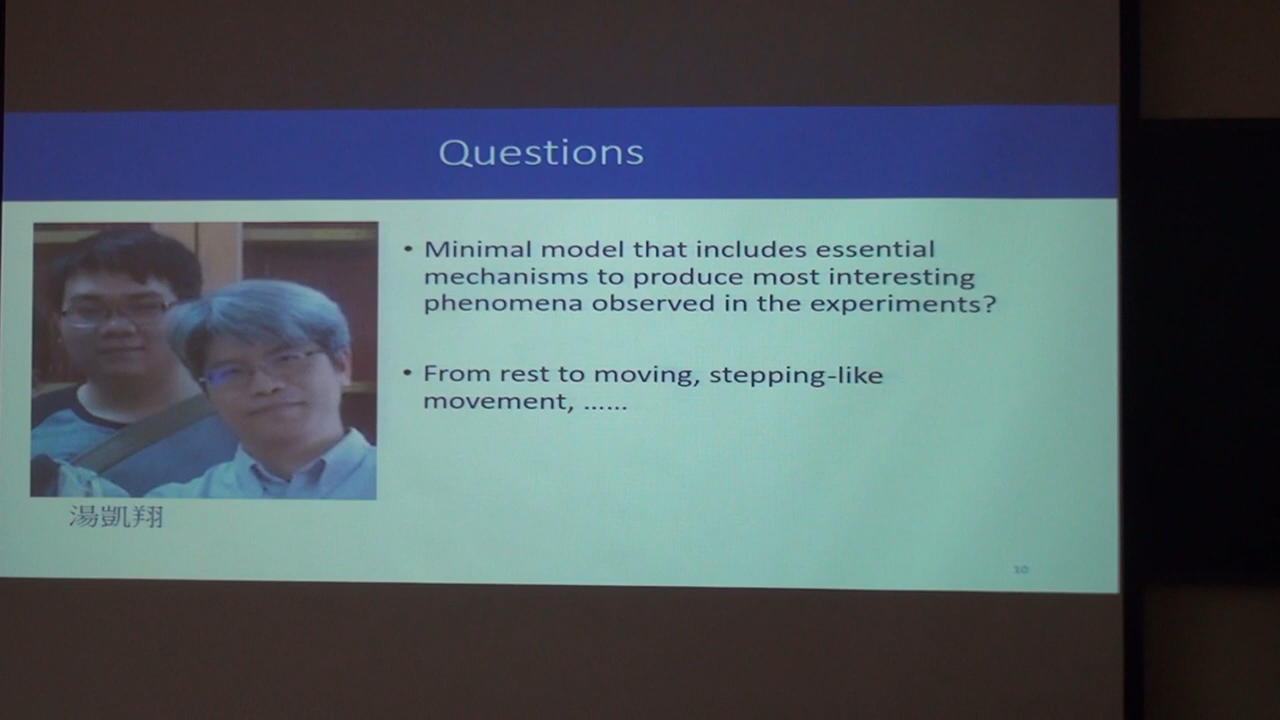 Questions
• Minimal model that includes essential
mechanisms to produce most interesting
phenomena observed in the experiments?
• From rest to moving, stepping-like
movement, ......
湯凱翔
10